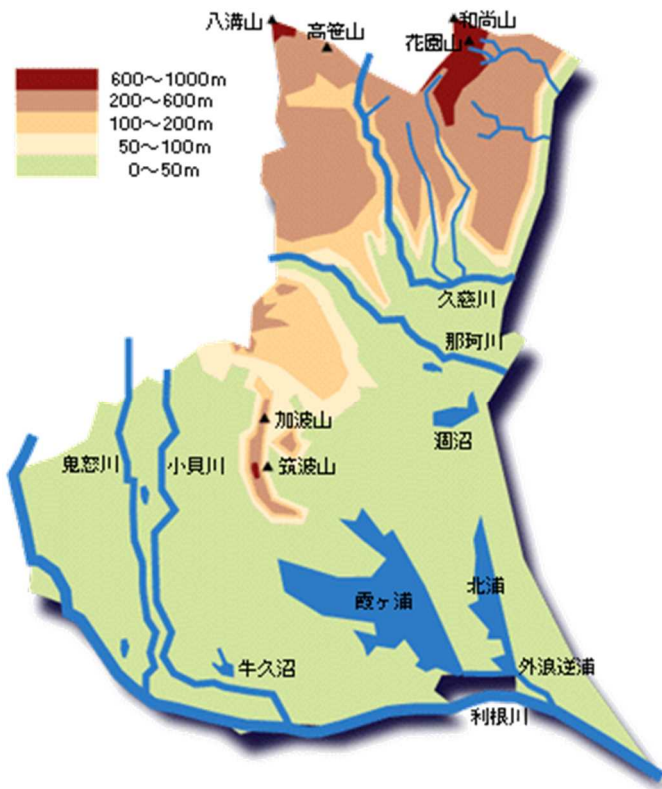 八溝山
高笹山
和尚山
花園山
600～1000m
200～600m
100～200m
50～100m
0～50m
久慈川
那珂川
加波山
涸沼
鬼怒川
小貝川
筑波山
霞ヶ浦
北浦
牛久沼
外浪逆浦
利根川